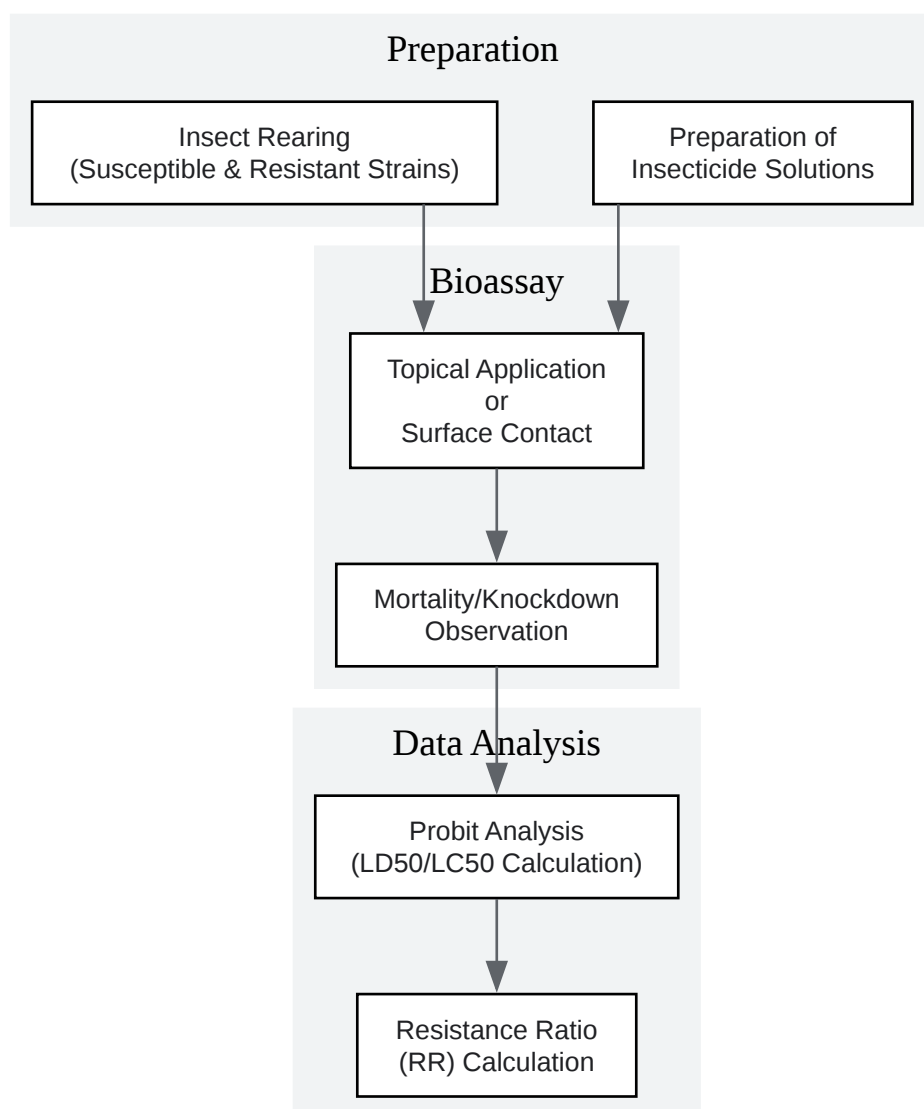 Preparation
Insect Rearing
(Susceptible & Resistant Strains)
Preparation of
Insecticide Solutions
Bioassay
Topical Application
or
Surface Contact
Mortality/Knockdown
Observation
Data Analysis
Probit Analysis
(LD50/LC50 Calculation)
Resistance Ratio
(RR) Calculation